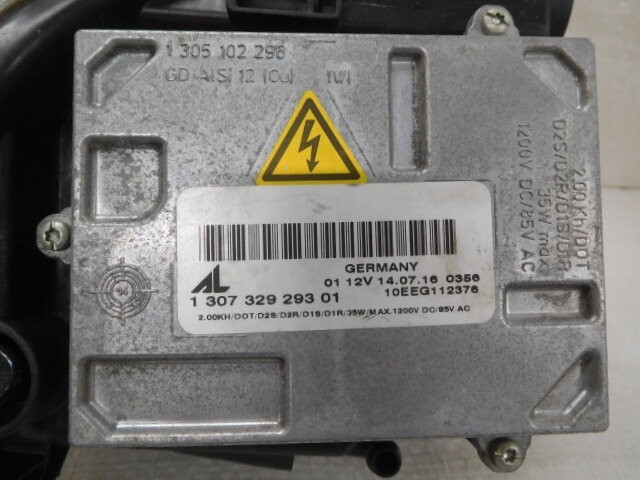 1 305 102 296
GD-AlSi 12 (Cu) IWI
2.00Kh/DOT
D2S/D2R/D1S/D1R
35W max.
1200V DC/85V AC
AL
GERMANY
01 12V 14.07.16 0356
1 307 329 293 01
10EEG112376
2.00KH/DOT/D2S/D2R/D1S/D1R/35W/MAX.1200V DC/85V AC